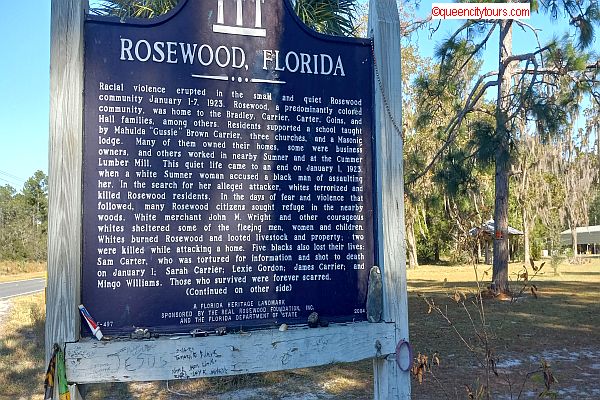 ©queencitytours.com
ROSEWOOD, FLORIDA
Racial violence erupted in the small and quiet Rosewood
community January 1-7, 1923. Rosewood, a predominantly colored
community, was home to the Bradley, Carrier, Carter, Goins, and
Hall families, among others. Residents supported a school taught
by Mahulda "Gussie" Brown Carrier, three churches, and a Masonic
lodge. Many of them owned their homes, some were business
owners, and others worked in nearby Sumner and at the Cummer
Lumber Mill. This quiet life came to an end on January 1, 1923,
when a white Sumner woman accused a black man of assaulting
her. In the search for her alleged attacker, whites terrorized and
killed Rosewood residents. In the days of fear and violence that
followed, many Rosewood citizens sought refuge in the nearby
woods. White merchant John M. Wright and other courageous
whites sheltered some of the fleeing men, women and children.
Whites burned Rosewood and looted livestock and property; two
were killed while attacking a home. Five blacks also lost their lives:
Sam Carter, who was tortured for information and shot to death
on January 1; Sarah Carrier; Lexie Gordon; James Carrier; and
Mingo Williams. Those who survived were forever scarred.
(Continued on other side)
A FLORIDA HERITAGE LANDMARK
SPONSORED BY THE REAL ROSEWOOD FOUNDATION, INC.
F-497 AND THE FLORIDA DEPARTMENT OF STATE 2004